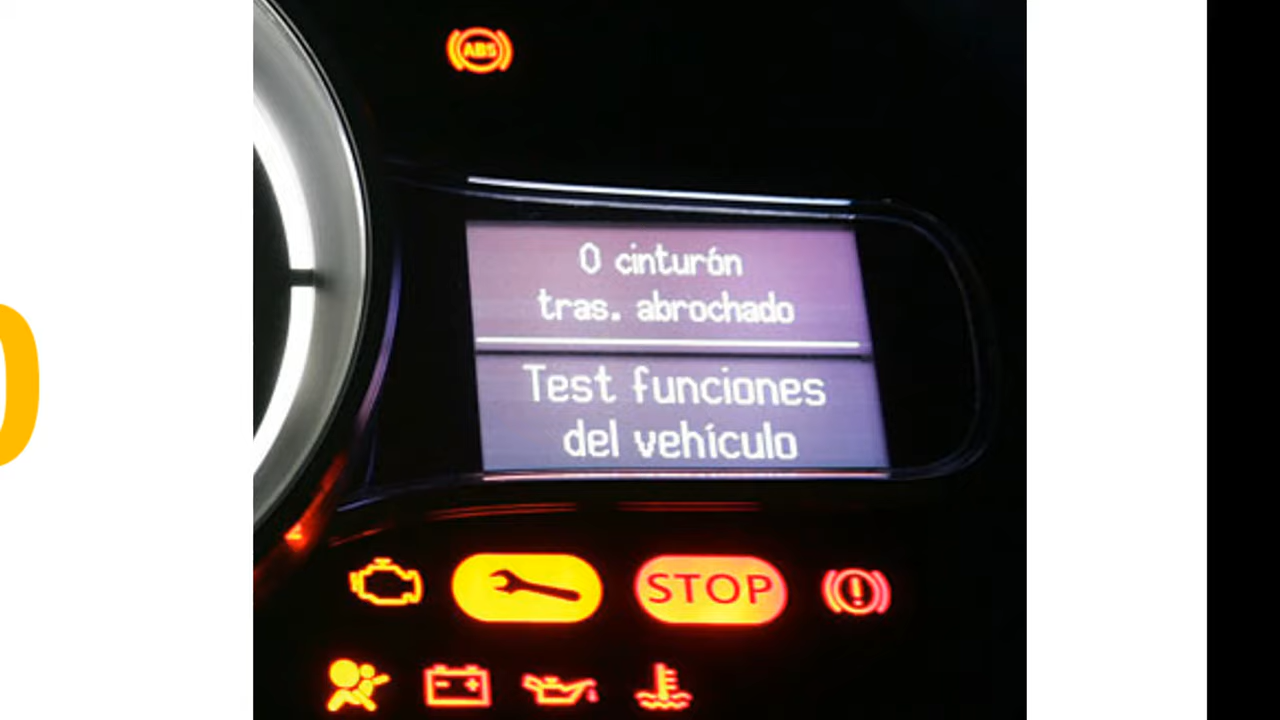 ABS
0 cinturón
tras. abrochado
Test funciones
del vehículo
STOP